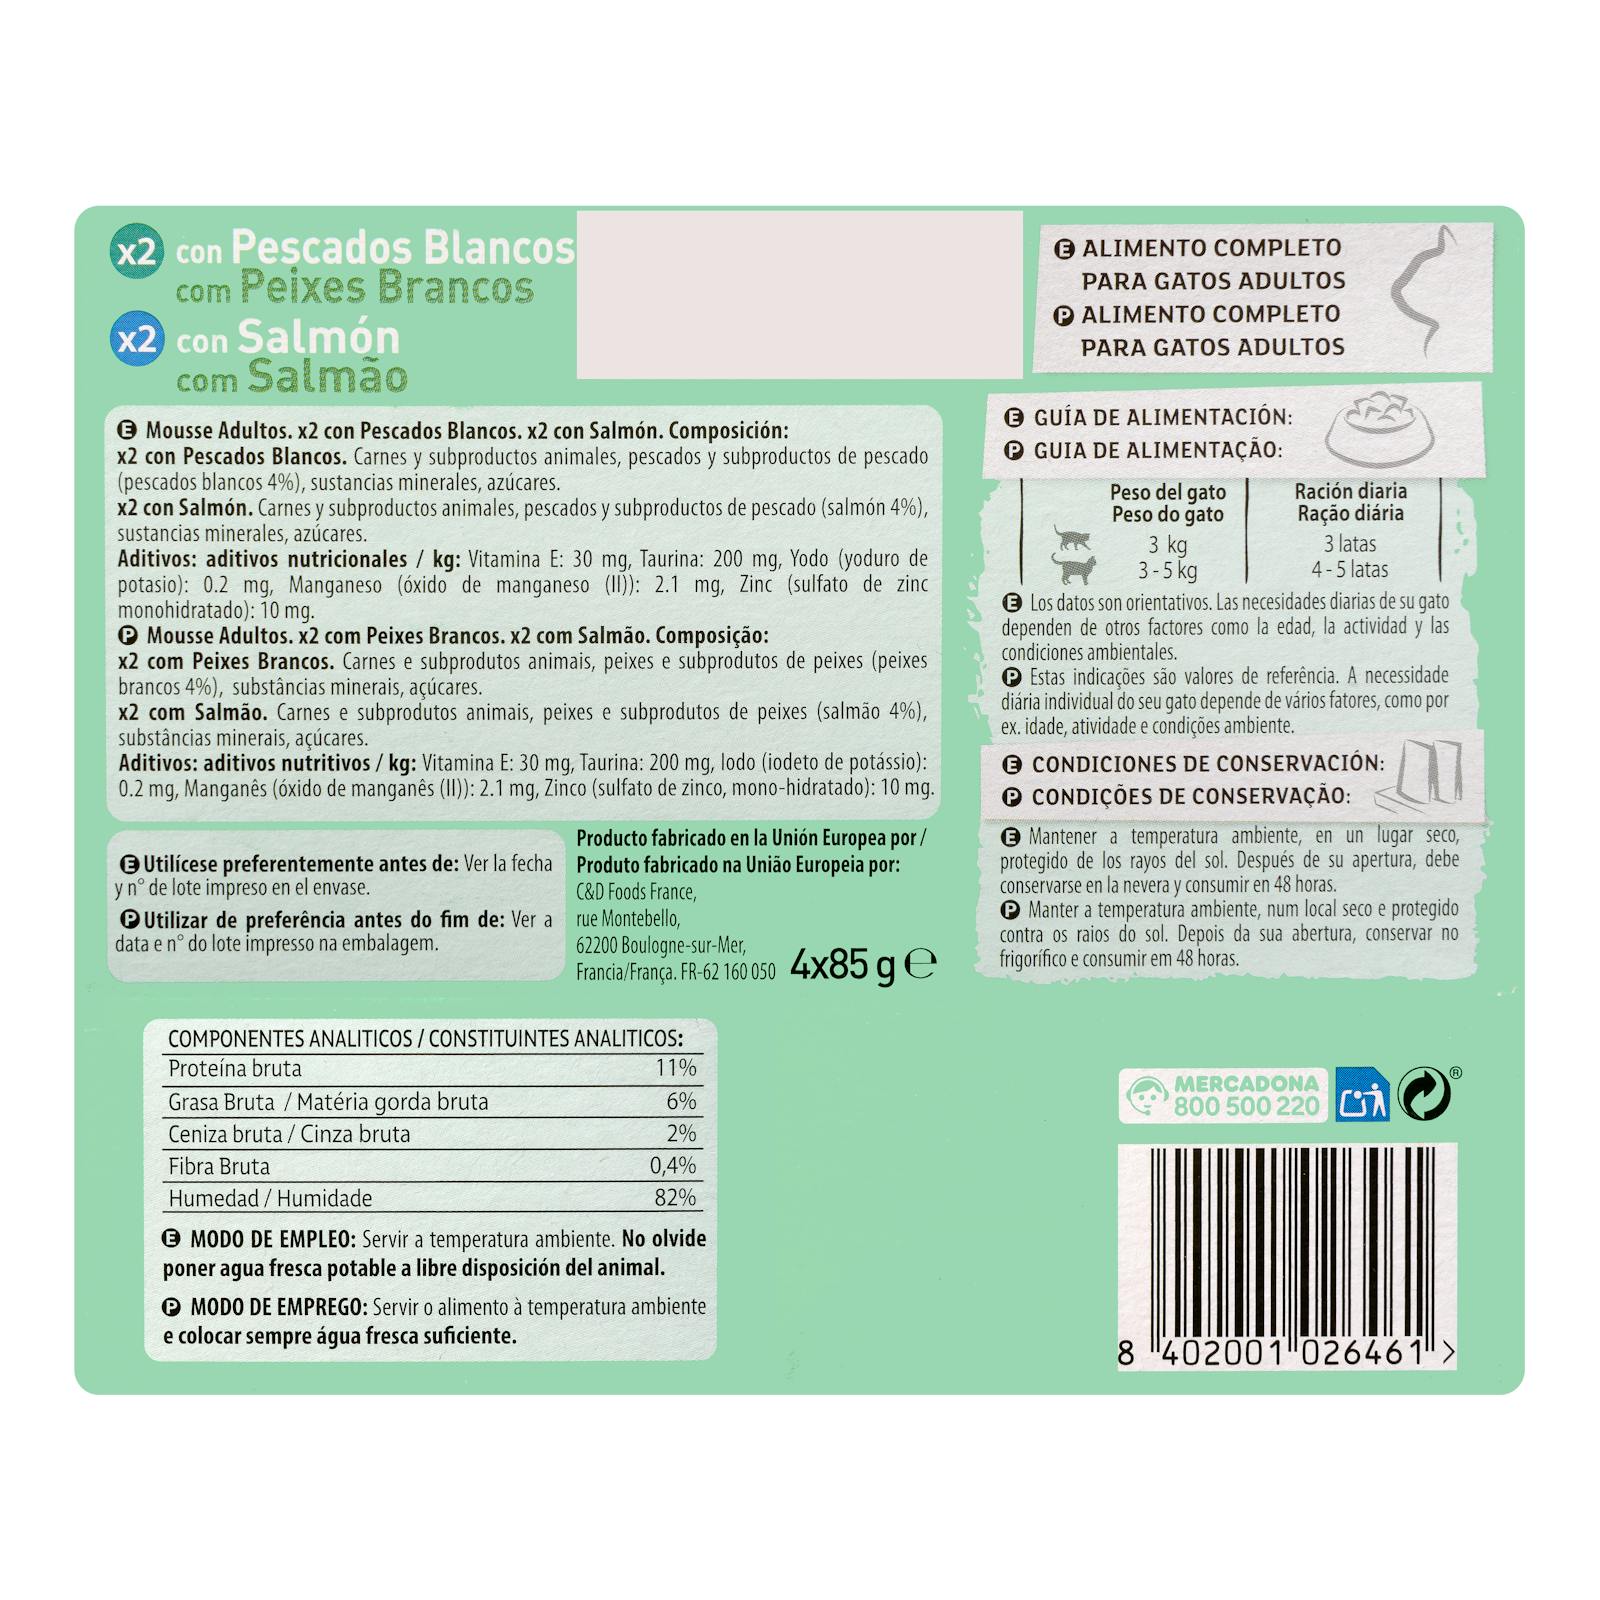 x2 con Pescados Blancos
com Peixes Brancos
x2 con Salmón
com Salmão
E Mousse Adultos. x2 con Pescados Blancos. x2 con Salmón. Composición:
x2 con Pescados Blancos. Carnes y subproductos animales, pescados y subproductos de pescado
(pescados blancos 4%), sustancias minerales, azúcares.
x2 con Salmón. Carnes y subproductos animales, pescados y subproductos de pescado (salmón 4%),
sustancias minerales, azúcares.
Aditivos: aditivos nutricionales / kg: Vitamina E: 30 mg, Taurina: 200 mg, Yodo (yoduro de
potasio): 0.2 mg, Manganeso (óxido de manganeso (II)): 2.1 mg, Zinc (sulfato de zinc
monohidratado): 10 mg.
P Mousse Adultos. x2 com Peixes Brancos. x2 com Salmão. Composição:
x2 com Peixes Brancos. Carnes e subprodutos animais, peixes e subprodutos de peixes (peixes
brancos 4%), substâncias minerais, açúcares.
x2 com Salmão. Carnes e subprodutos animais, peixes e subprodutos de peixes (salmão 4%),
substâncias minerais, açúcares.
Aditivos: aditivos nutritivos / kg: Vitamina E: 30 mg, Taurina: 200 mg, Iodo (iodeto de potássio):
0.2 mg, Manganês (óxido de manganês (II)): 2.1 mg, Zinco (sulfato de zinco, mono-hidratado): 10 mg.
E Utilícese preferentemente antes de: Ver la fecha
y n° de lote impreso en el envase.
P Utilizar de preferência antes do fim de: Ver a
data e n° do lote impresso na embalagem.
Producto fabricado en la Unión Europea por /
Produto fabricado na União Europeia por:
C&D Foods France,
rue Montebello,
62200 Boulogne-sur-Mer,
Francia/França. FR-62 160 050
4x85 g e
E ALIMENTO COMPLETO
PARA GATOS ADULTOS
P ALIMENTO COMPLETO
PARA GATOS ADULTOS
E GUÍA DE ALIMENTACIÓN:
P GUIA DE ALIMENTAÇÃO:
Peso del gato Ración diaria
Peso do gato Ração diária
3 kg 3 latas
3 - 5 kg 4 - 5 latas
E Los datos son orientativos. Las necesidades diarias de su gato
dependen de otros factores como la edad, la actividad y las
condiciones ambientales.
P Estas indicações são valores de referência. A necessidade
diária individual do seu gato depende de vários fatores, como por
ex. idade, atividade e condições ambiente.
E CONDICIONES DE CONSERVACIÓN:
P CONDIÇÕES DE CONSERVAÇÃO:
E Mantener a temperatura ambiente, en un lugar seco,
protegido de los rayos del sol. Después de su apertura, debe
conservarse en la nevera y consumir en 48 horas.
P Manter a temperatura ambiente, num local seco e protegido
contra os raios do sol. Depois da sua abertura, conservar no
frigorífico e consumir em 48 horas.
COMPONENTES ANALITICOS / CONSTITUINTES ANALITICOS:
Proteína bruta 11%
Grasa Bruta / Matéria gorda bruta 6%
Ceniza bruta / Cinza bruta 2%
Fibra Bruta 0,4%
Humedad / Humidade 82%
E MODO DE EMPLEO: Servir a temperatura ambiente. No olvide
poner agua fresca potable a libre disposición del animal.
P MODO DE EMPREGO: Servir o alimento à temperatura ambiente
e colocar sempre água fresca suficiente.
MERCADONA
800 500 220
®
8 402001 026461 >